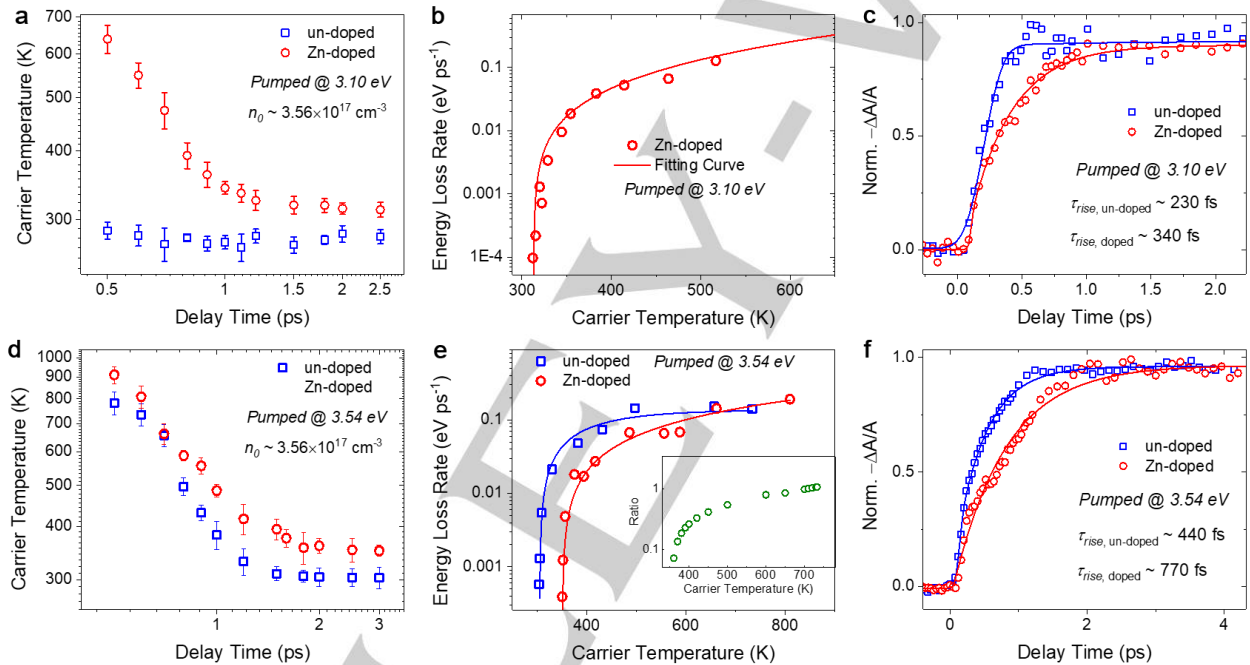 a
700
600
500
400
300
0.5
1
1.5
2
2.5
Carrier Temperature (K)
Delay Time (ps)
un-doped
Zn-doped
Pumped @ 3.10 eV
n0 ~ 3.56×10^17 cm^-3
b
0.1
0.01
0.001
1E-4
300
400
500
600
Energy Loss Rate (eV ps^-1)
Carrier Temperature (K)
Zn-doped
Fitting Curve
Pumped @ 3.10 eV
c
1.0
0.5
0.0
0.0
0.5
1.0
1.5
2.0
Norm. −ΔA/A
Delay Time (ps)
un-doped
Zn-doped
Pumped @ 3.10 eV
τrise, un-doped ~ 230 fs
τrise, doped ~ 340 fs
d
1000
900
800
700
600
500
400
300
1
2
3
Carrier Temperature (K)
Delay Time (ps)
un-doped
Zn-doped
Pumped @ 3.54 eV
n0 ~ 3.56×10^17 cm^-3
e
0.1
0.01
0.001
400
600
800
Energy Loss Rate (eV ps^-1)
Carrier Temperature (K)
un-doped
Zn-doped
Pumped @ 3.54 eV
Ratio
1
0.1
400
500
600
700
Carrier Temperature (K)
f
1.0
0.5
0.0
0
1
2
3
4
Norm. −ΔA/A
Delay Time (ps)
un-doped
Zn-doped
Pumped @ 3.54 eV
τrise, un-doped ~ 440 fs
τrise, doped ~ 770 fs